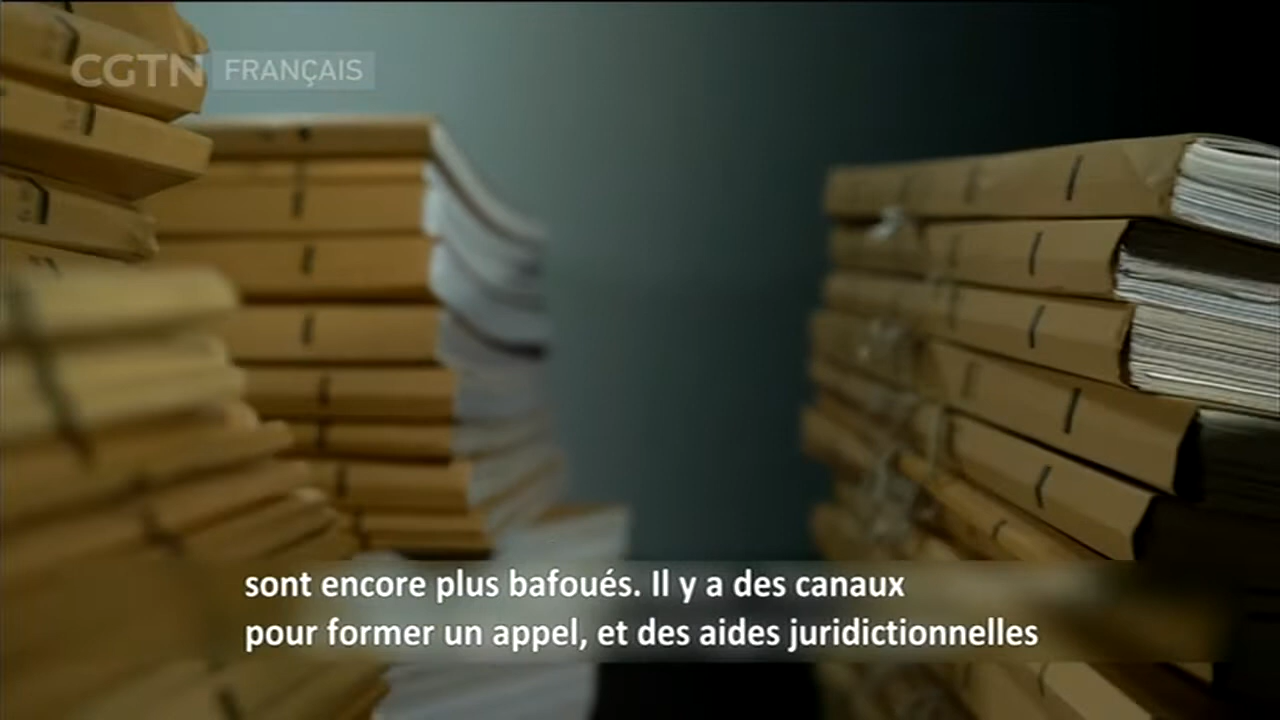 CGTN FRANÇAIS
sont encore plus bafoués. Il y a des canaux
pour former un appel, et des aides juridictionnelles